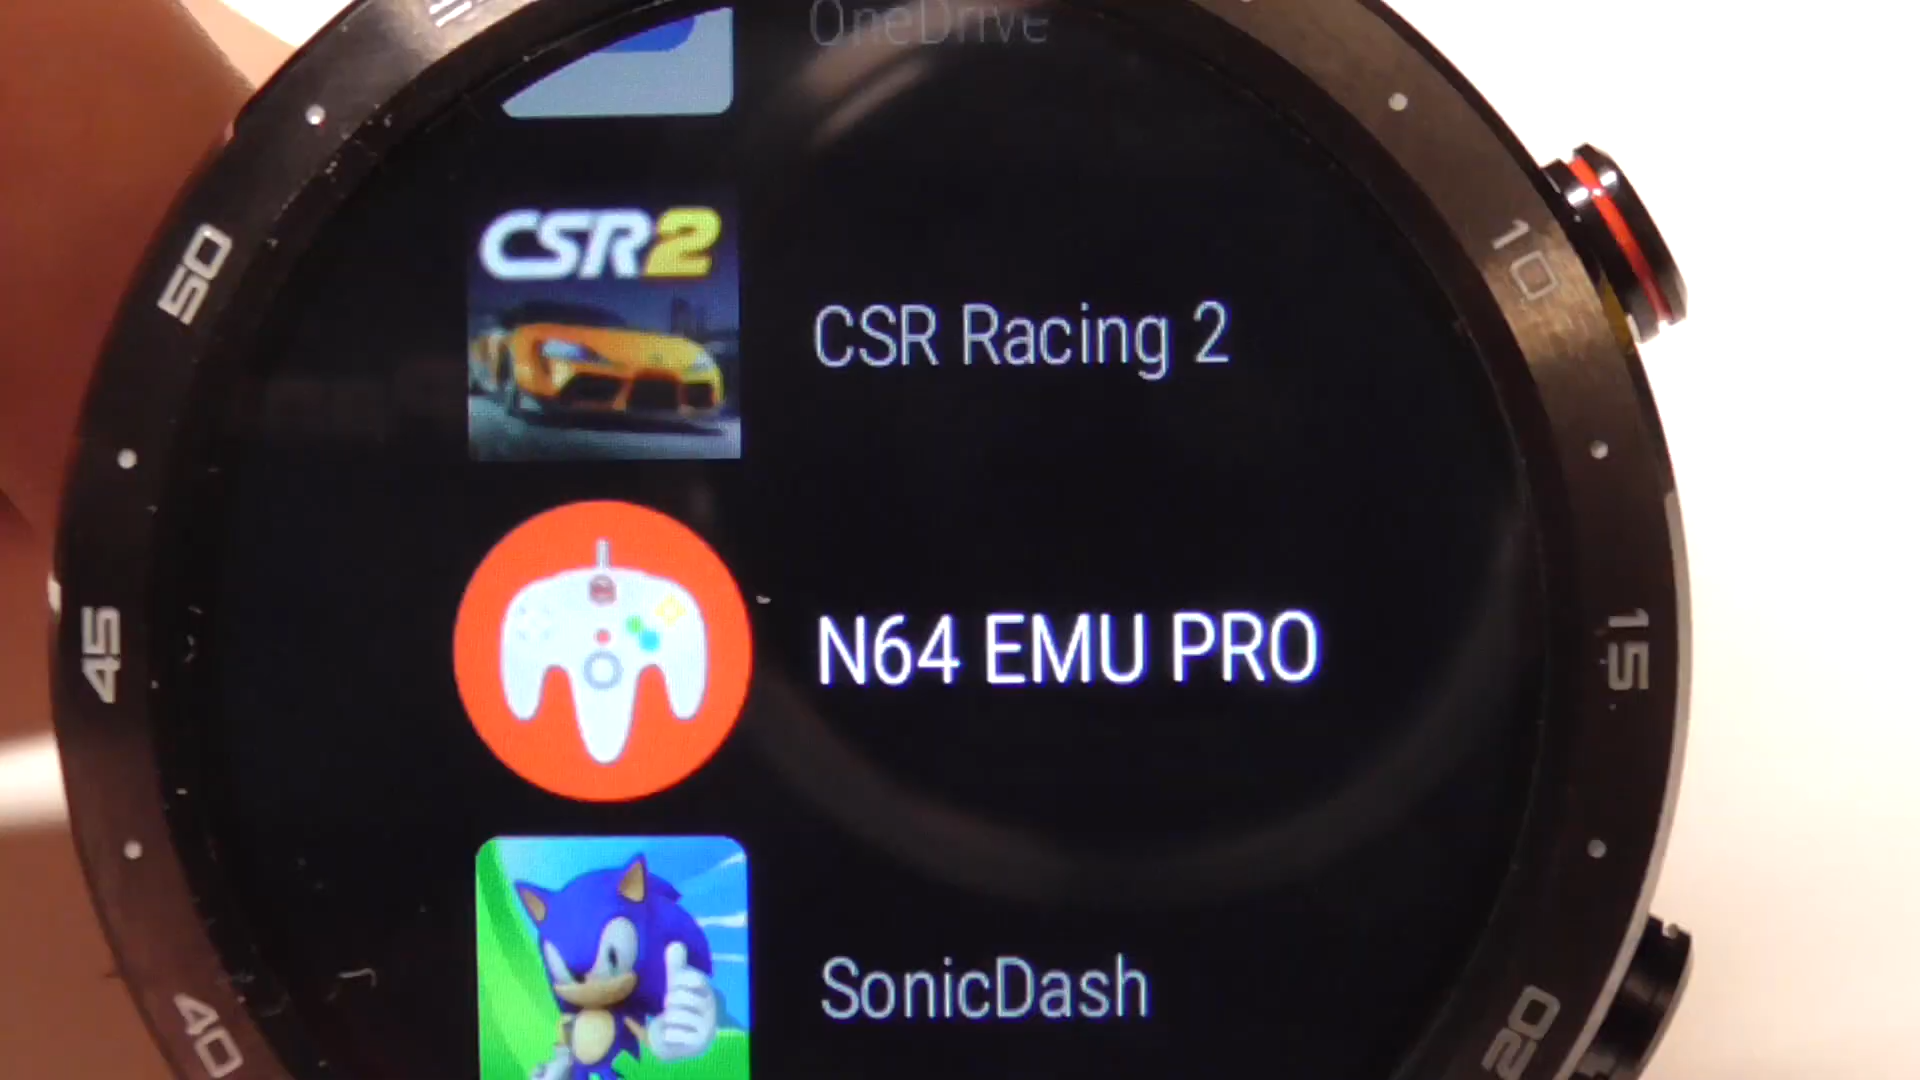 OneDrive
CSR2
CSR Racing 2
N64 EMU PRO
SonicDash
10
15
20
40
45
50